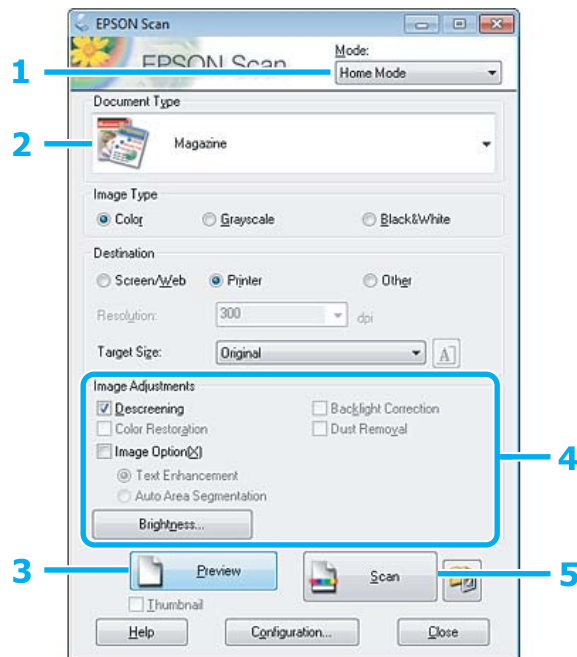 EPSON Scan
EPSON Scan
Mode:
1
Home Mode
Document Type
2
Magazine
Image Type
Color Grayscale Black&White
Destination
Screen/Web Printer Other
Resolution: 300 dpi
Target Size: Original A
Image Adjustments
Descreening Backlight Correction
Color Restoration Dust Removal
Image Option(X)
4
Text Enhancement
Auto Area Segmentation
Brightness...
3
Preview Scan
5
Thumbnail
Help Configuration... Close